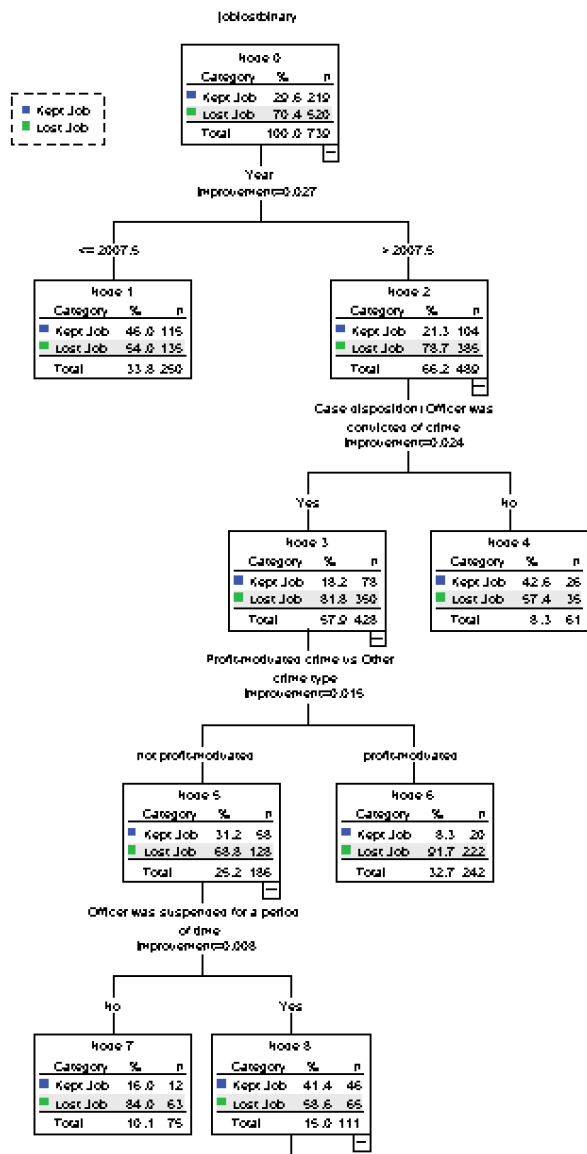 joblostbinary
Kept Job
Lost Job
Node 0
Category % n
Kept Job 29.6 219
Lost Job 70.4 520
Total 100.0 739
Year
Improvement=0.027
<= 2007.5
> 2007.5
Node 1
Category % n
Kept Job 46.0 115
Lost Job 54.0 135
Total 33.8 250
Node 2
Category % n
Kept Job 21.3 104
Lost Job 78.7 385
Total 66.2 489
Case disposition: Officer was
convicted of crime
Improvement=0.024
Yes
No
Node 3
Category % n
Kept Job 18.2 78
Lost Job 81.8 350
Total 57.9 428
Node 4
Category % n
Kept Job 42.6 26
Lost Job 57.4 35
Total 8.3 61
Profit-motivated crime vs Other
crime type
Improvement=0.015
not profit-motivated
profit-motivated
Node 5
Category % n
Kept Job 31.2 58
Lost Job 68.8 128
Total 25.2 186
Node 6
Category % n
Kept Job 8.3 20
Lost Job 91.7 222
Total 32.7 242
Officer was suspended for a period
of time
Improvement=0.008
No
Yes
Node 7
Category % n
Kept Job 16.0 12
Lost Job 84.0 63
Total 10.1 75
Node 8
Category % n
Kept Job 41.4 46
Lost Job 58.6 65
Total 15.0 111